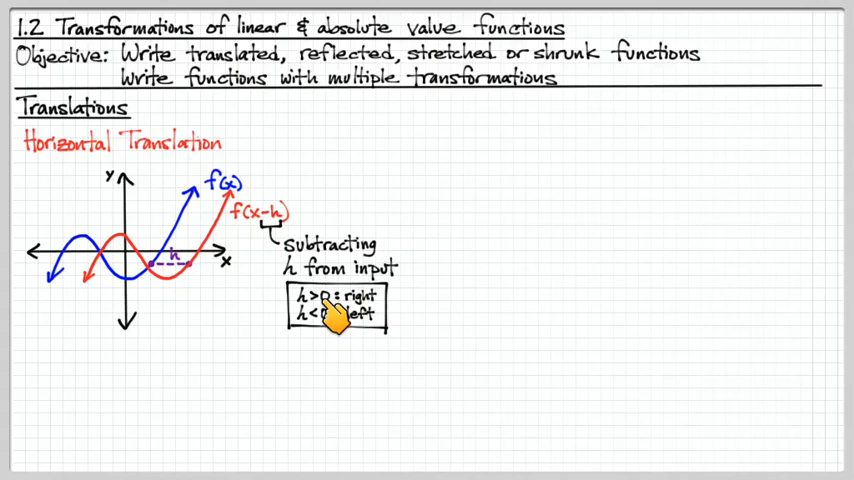 1.2 Transformations of linear & absolute value functions
Objective: Write translated, reflected, stretched or shrunk functions
Write functions with multiple transformations
Translations
Horizontal Translation
y
f(x)
f(x-h)
h
x
Subtracting
h from input
h>0: right
h< left